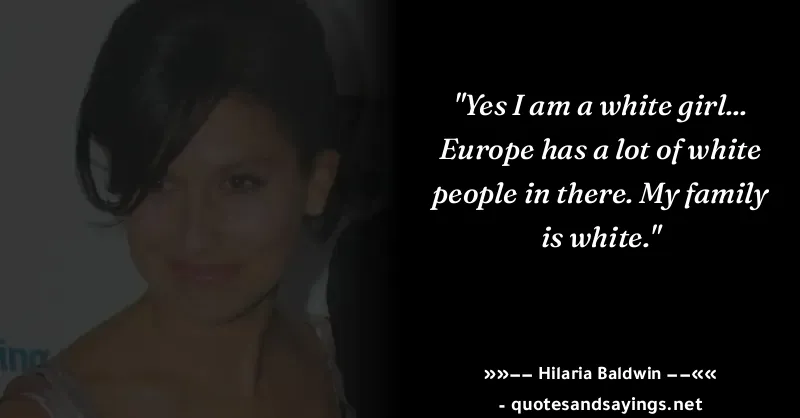 "Yes I am a white girl...
Europe has a lot of white
people in there. My family
is white."
»»–– Hilaria Baldwin ––««
- quotesandsayings.net
ing